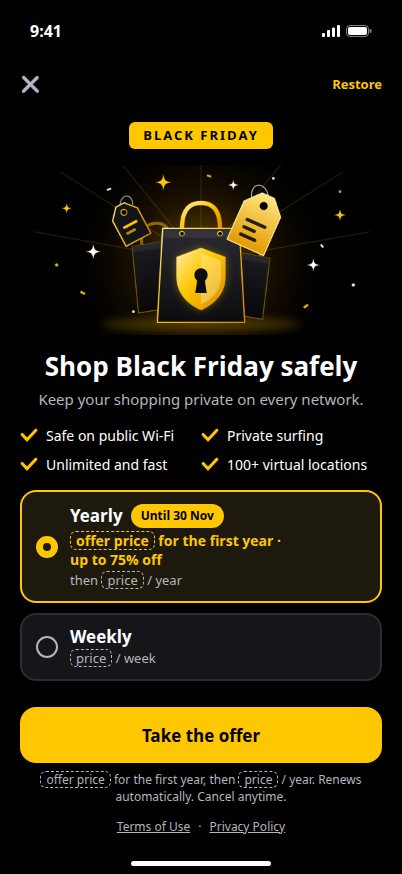 9:41
Restore
BLACK FRIDAY
Shop Black Friday safely
Keep your shopping private on every network.
Safe on public Wi-Fi
Private surfing
Unlimited and fast
100+ virtual locations
Yearly Until 30 Nov
offer price for the first year ·
up to 75% off
then price / year
Weekly
price / week
Take the offer
offer price for the first year, then price / year. Renews
automatically. Cancel anytime.
Terms of Use · Privacy Policy